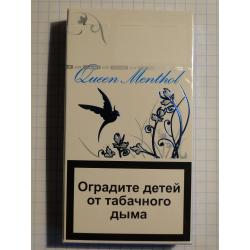 Queen Menthol
Оградите детей
от табачного
дыма